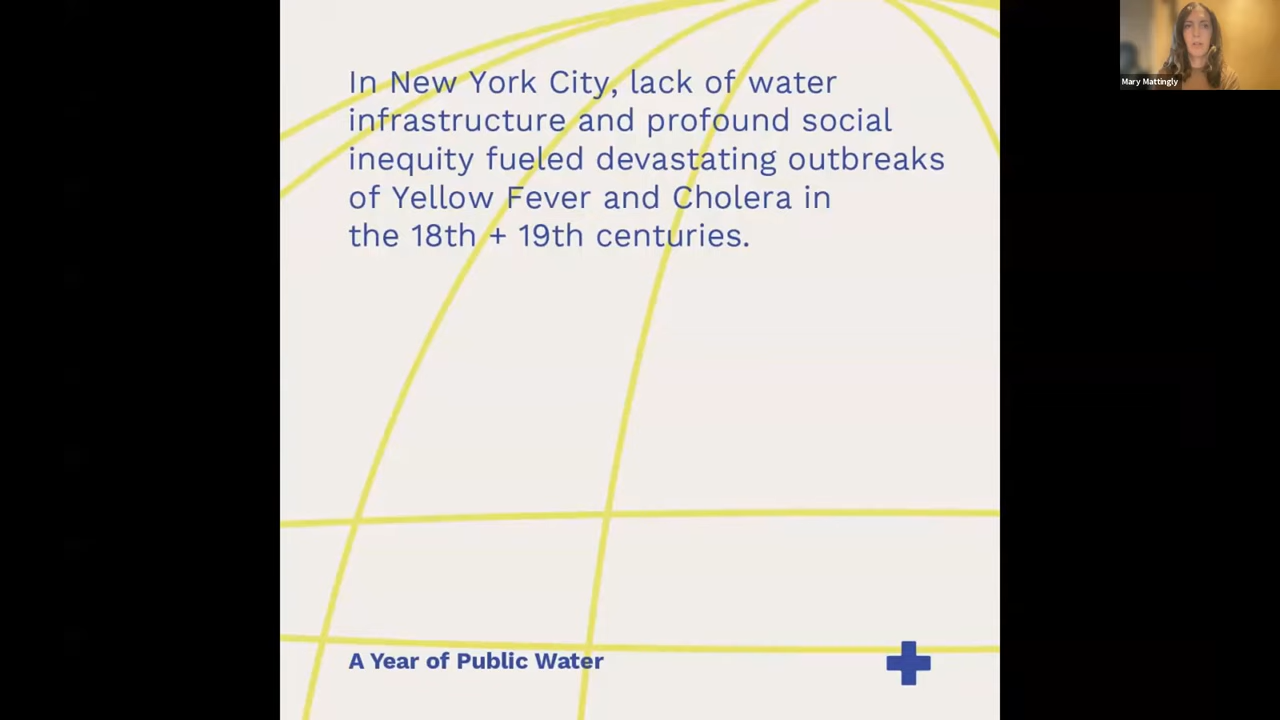 In New York City, lack of water
infrastructure and profound social
inequity fueled devastating outbreaks
of Yellow Fever and Cholera in
the 18th + 19th centuries.
A Year of Public Water
Mary Mattingly